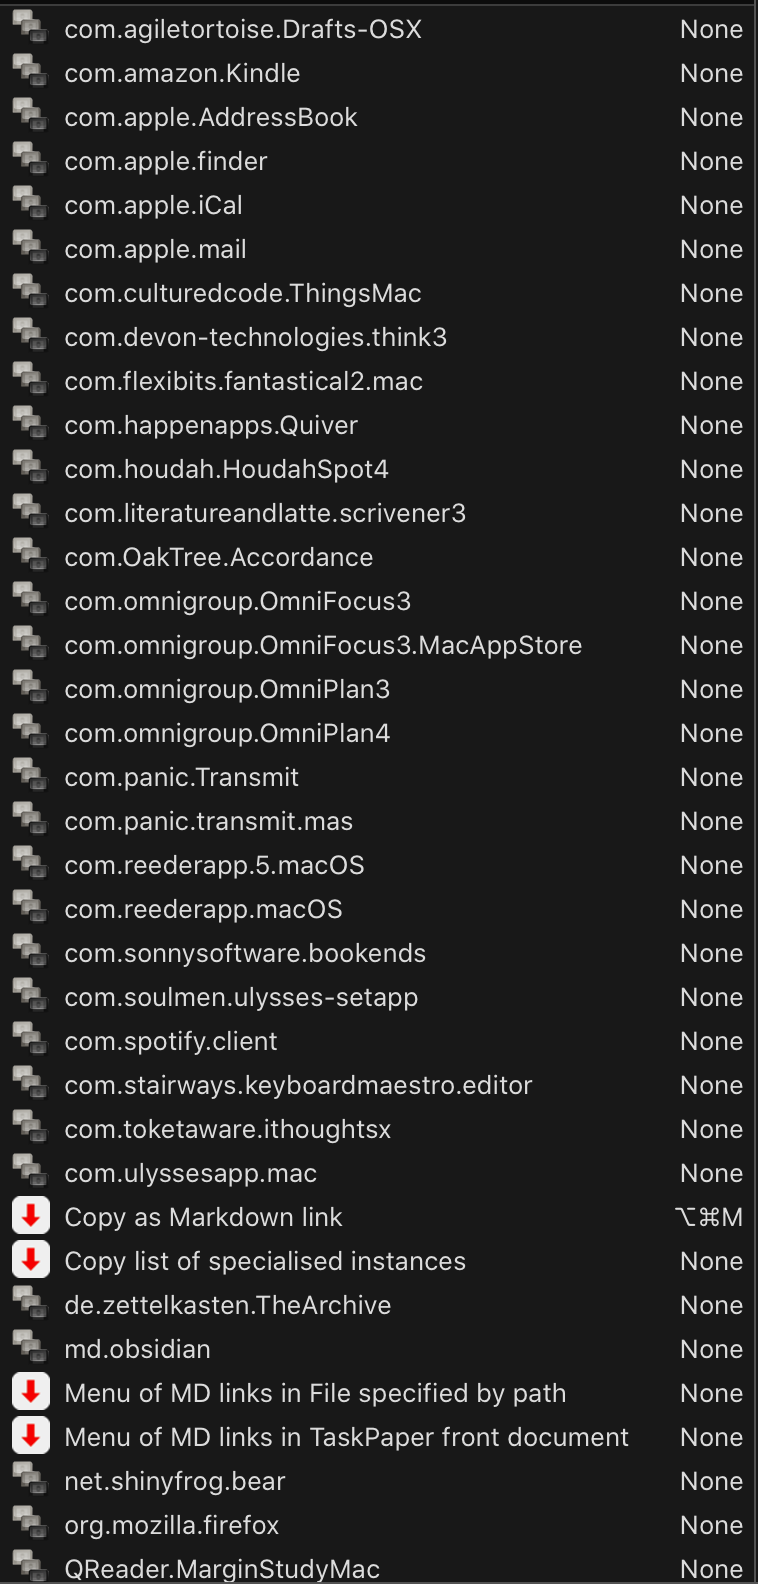 com.agiletortoise.Drafts-OSX None
com.amazon.Kindle None
com.apple.AddressBook None
com.apple.finder None
com.apple.iCal None
com.apple.mail None
com.culturedcode.ThingsMac None
com.devon-technologies.think3 None
com.flexibits.fantastical2.mac None
com.happenapps.Quiver None
com.houdah.HoudahSpot4 None
com.literatureandlatte.scrivener3 None
com.OakTree.Accordance None
com.omnigroup.OmniFocus3 None
com.omnigroup.OmniFocus3.MacAppStore None
com.omnigroup.OmniPlan3 None
com.omnigroup.OmniPlan4 None
com.panic.Transmit None
com.panic.transmit.mas None
com.reederapp.5.macOS None
com.reederapp.macOS None
com.sonnysoftware.bookends None
com.soulmen.ulysses-setapp None
com.spotify.client None
com.stairways.keyboardmaestro.editor None
com.toketaware.ithoughtsx None
com.ulyssesapp.mac None
Copy as Markdown link ⌥⌘M
Copy list of specialised instances None
de.zettelkasten.TheArchive None
md.obsidian None
Menu of MD links in File specified by path None
Menu of MD links in TaskPaper front document None
net.shinyfrog.bear None
org.mozilla.firefox None
QReader.MarginStudyMac None